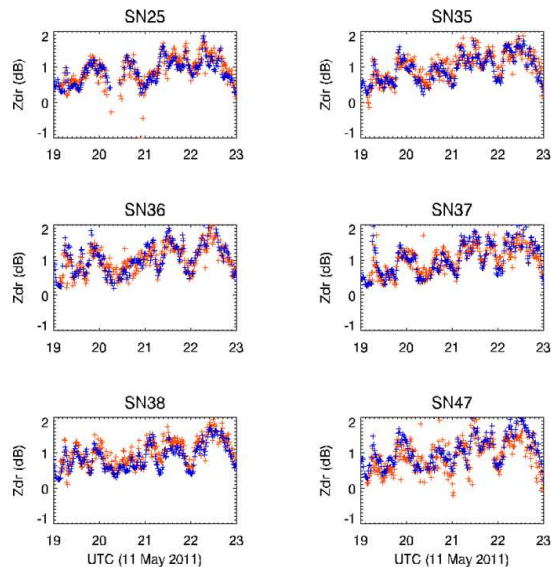 SN25 SN35
2 2
1 1
Zdr (dB) Zdr (dB)
0 0
-1 -1
19 20 21 22 23 19 20 21 22 23
SN36 SN37
2 2
1 1
Zdr (dB) Zdr (dB)
0 0
-1 -1
19 20 21 22 23 19 20 21 22 23
SN38 SN47
2 2
1 1
Zdr (dB) Zdr (dB)
0 0
-1 -1
19 20 21 22 23 19 20 21 22 23
UTC (11 May 2011) UTC (11 May 2011)